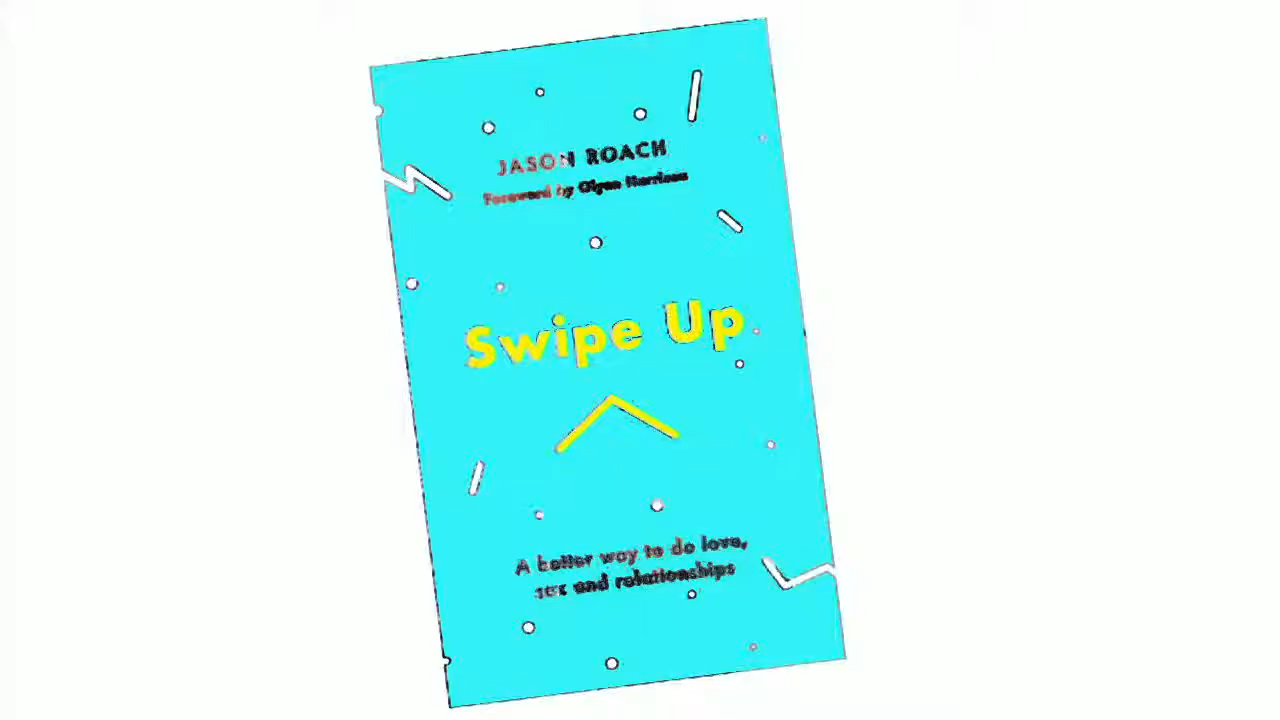 JASON ROACH
Foreword by Glynn Harrison
Swipe Up
A better way to do love,
sex and relationships